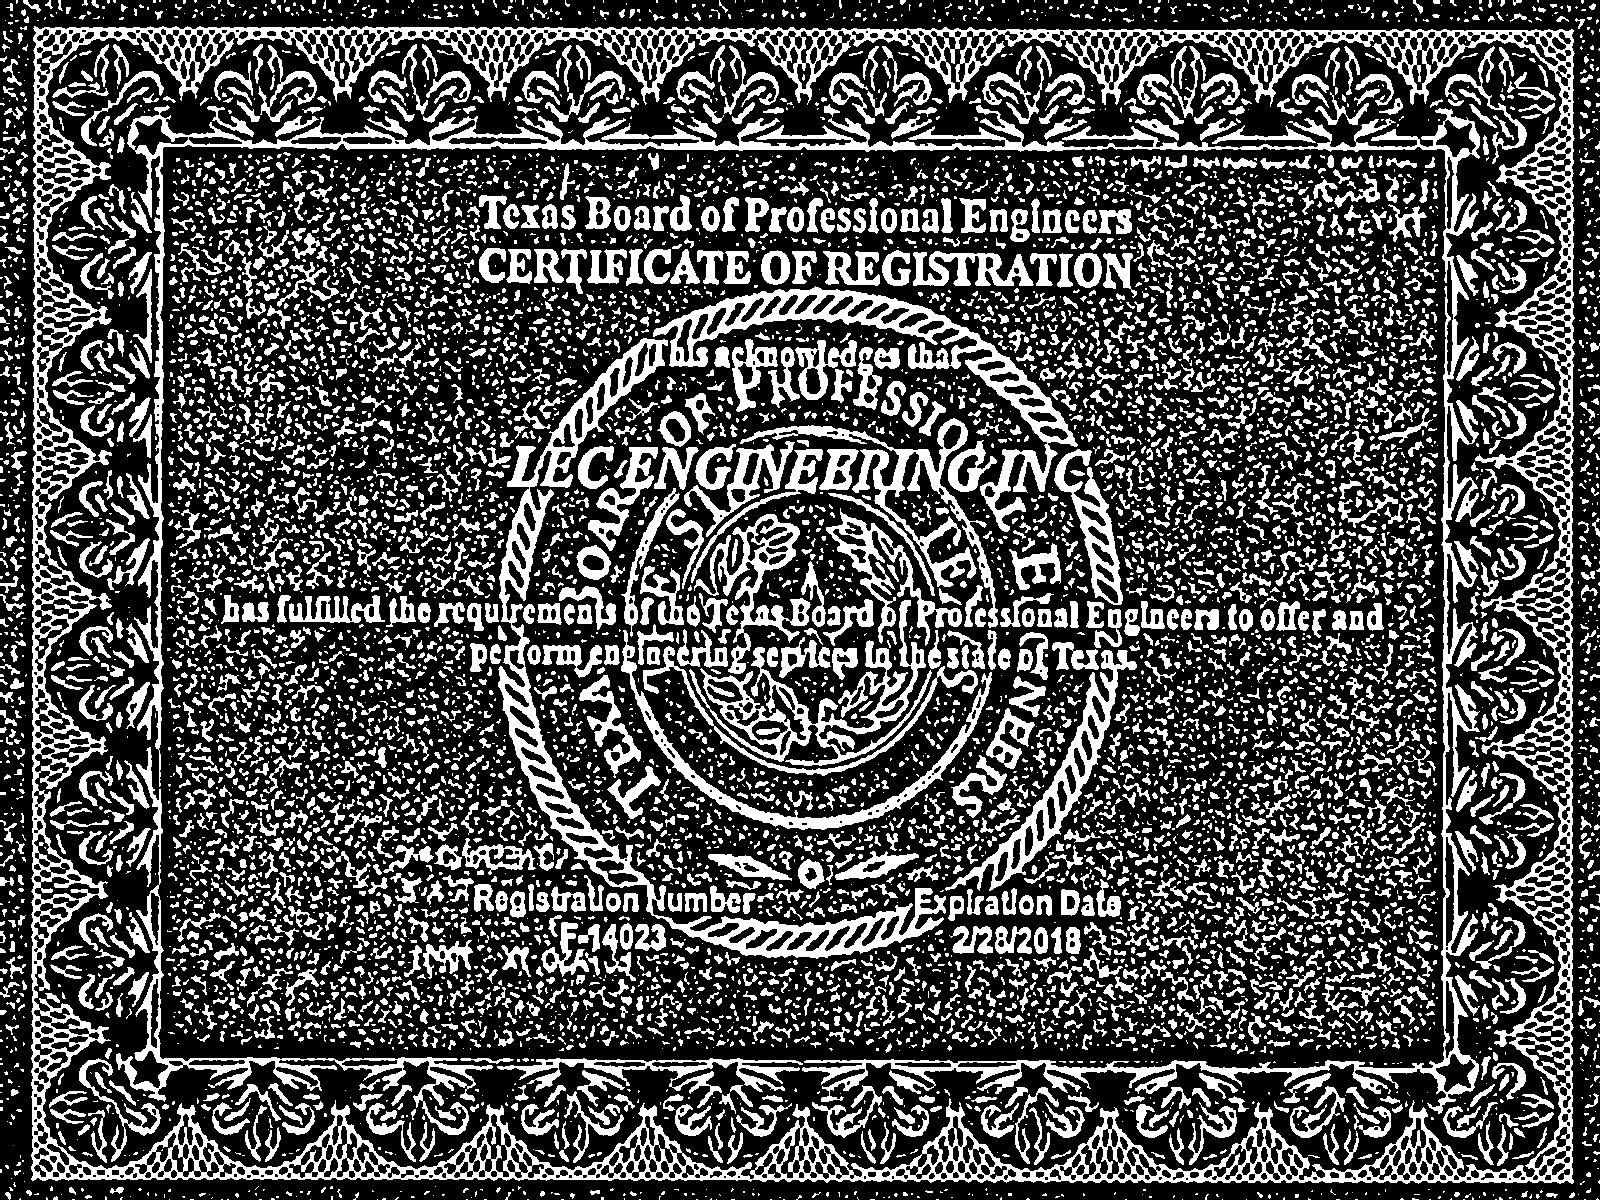 Texas Board of Professional Engineers
CERTIFICATE OF REGISTRATION
This acknowledges that
TEXAS BOARD OF PROFESSIONAL ENGINEERS
LEC ENGINEERING INC.
has fulfilled the requirements of the Texas Board of Professional Engineers to offer and
perform engineering services in the state of Texas.
Registration Number
F-14023
Expiration Date
2/28/2018